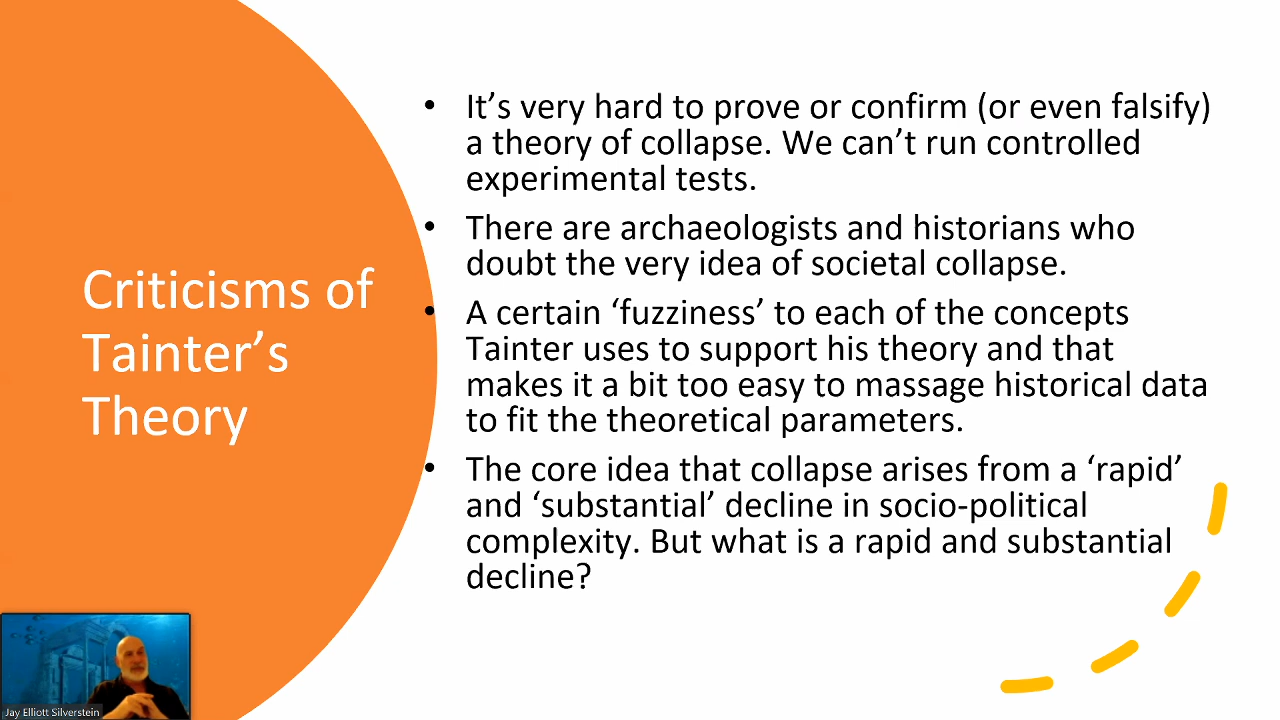 Criticisms of
Tainter’s
Theory
• It’s very hard to prove or confirm (or even falsify)
a theory of collapse. We can’t run controlled
experimental tests.
• There are archaeologists and historians who
doubt the very idea of societal collapse.
• A certain ‘fuzziness’ to each of the concepts
Tainter uses to support his theory and that
makes it a bit too easy to massage historical data
to fit the theoretical parameters.
• The core idea that collapse arises from a ‘rapid’
and ‘substantial’ decline in socio-political
complexity. But what is a rapid and substantial
decline?
Jay Elliott Silverstein